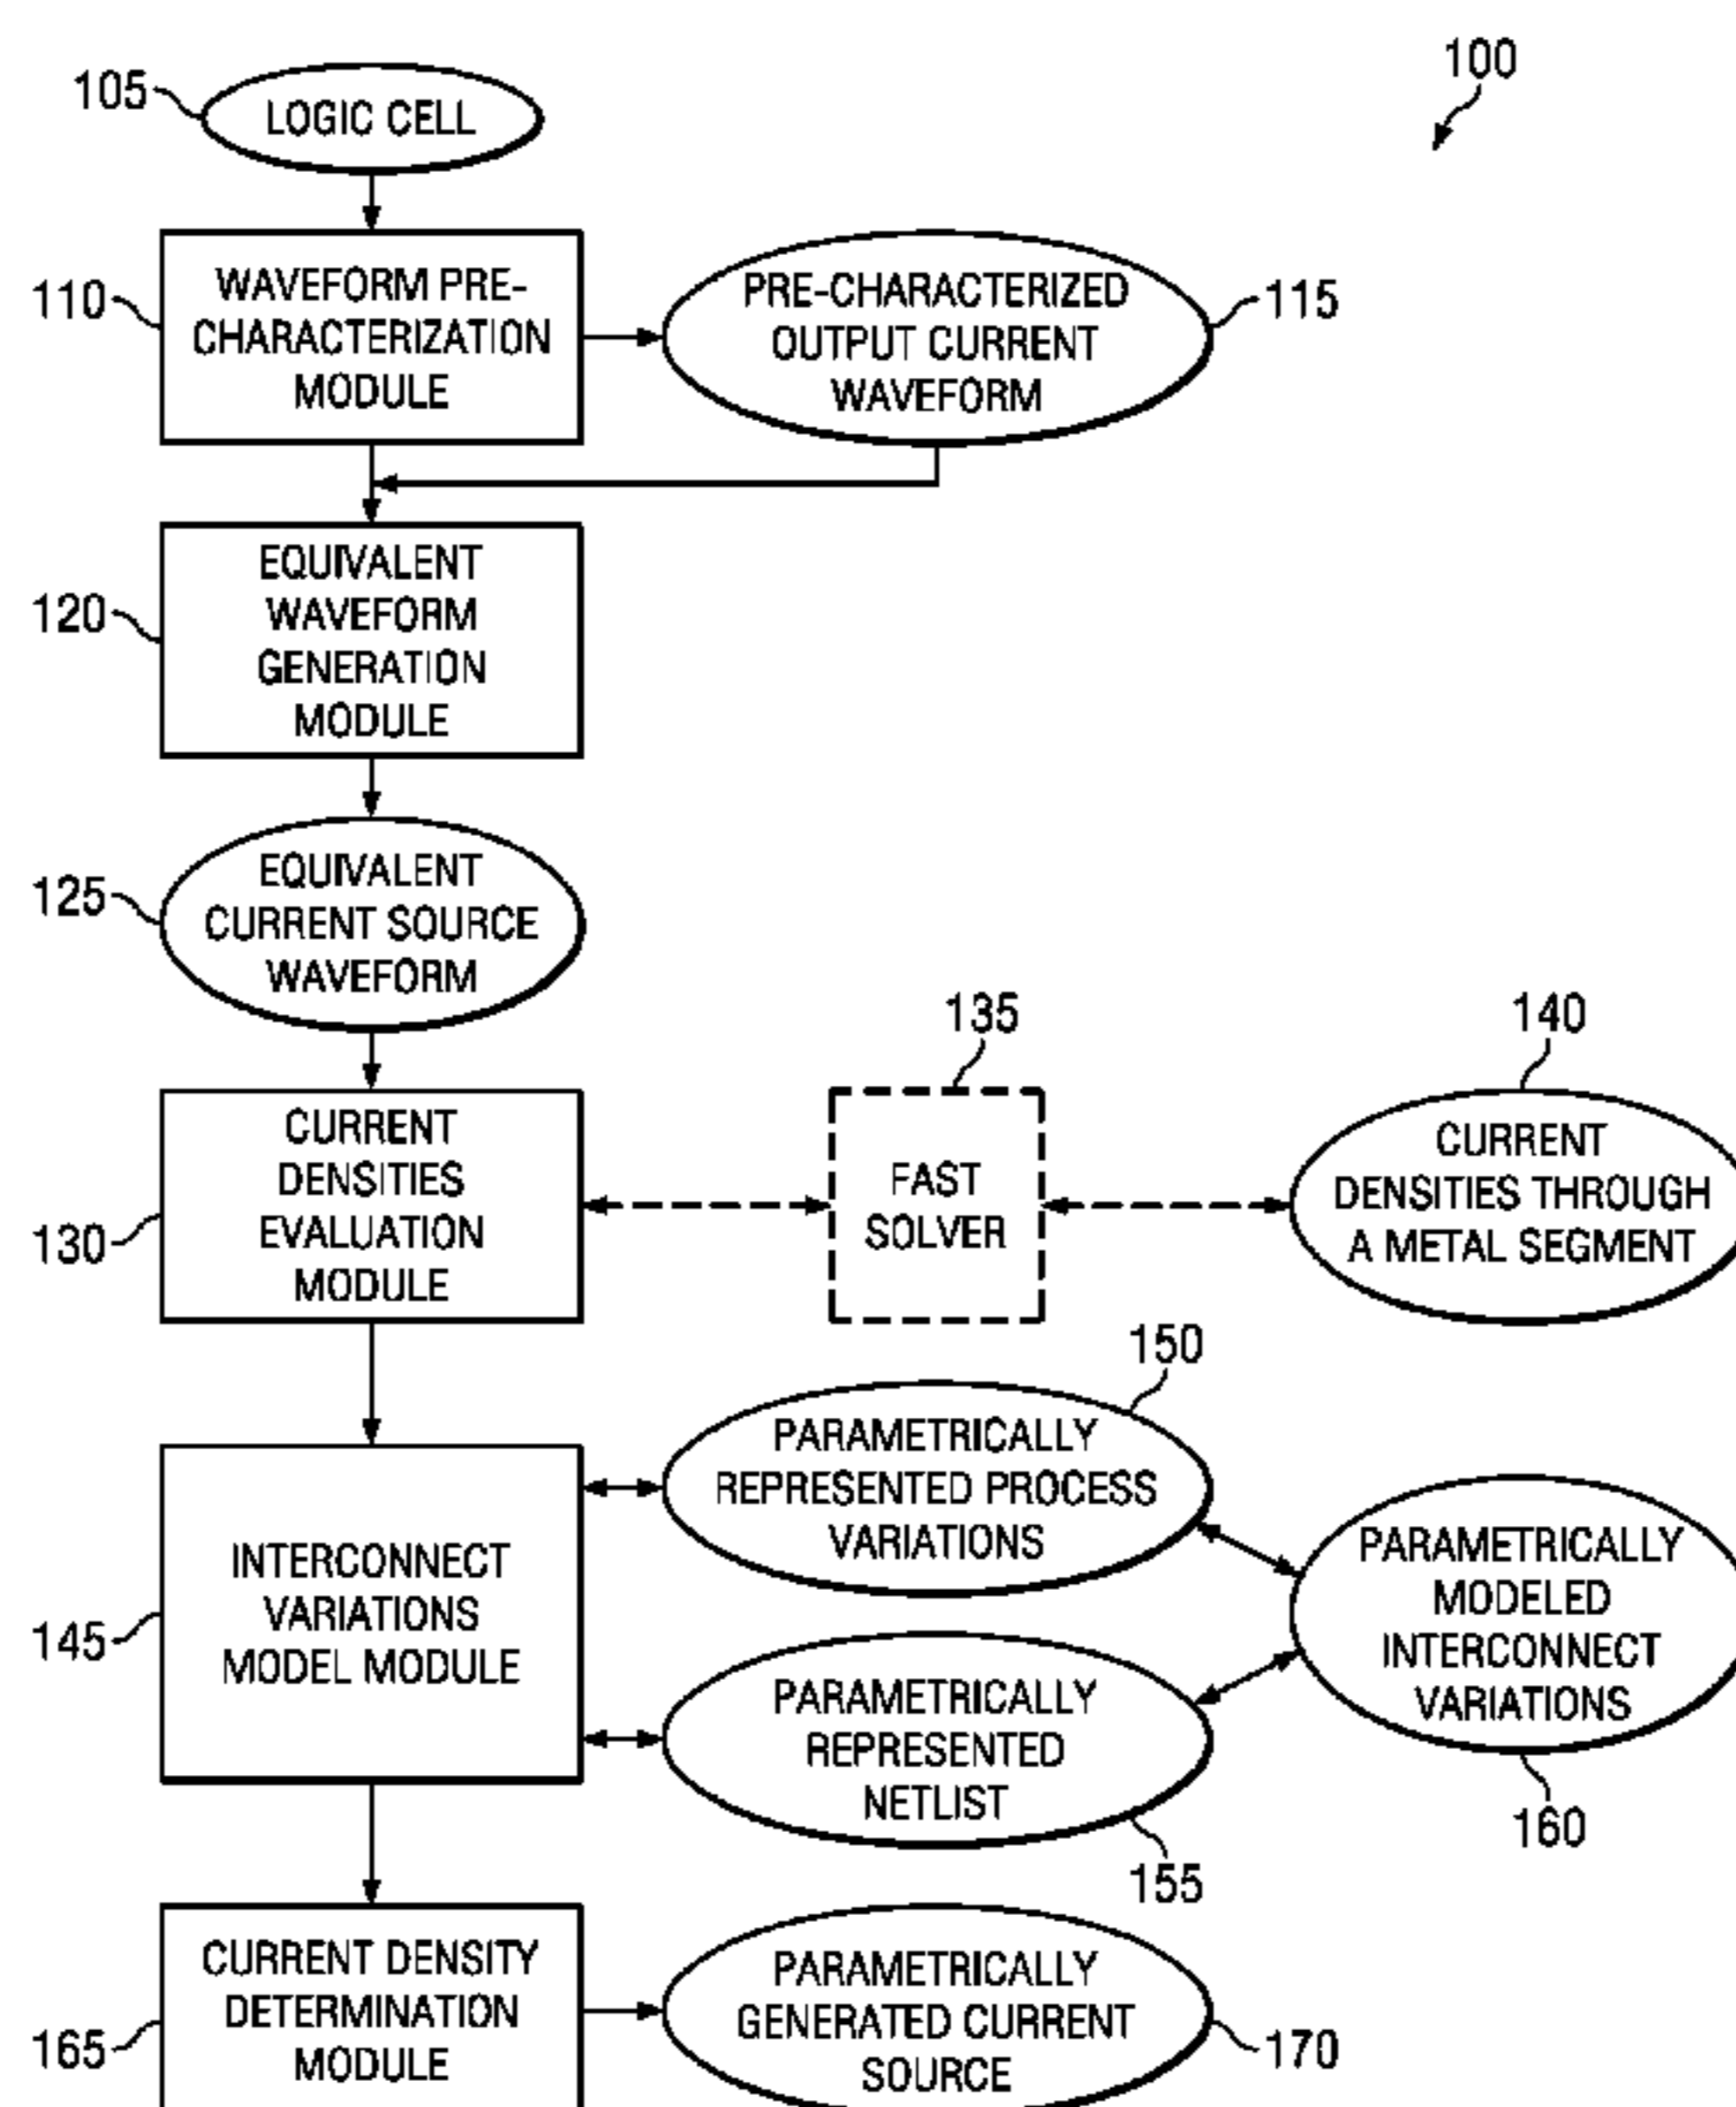 100
105
LOGIC CELL
110
WAVEFORM PRE-
CHARACTERIZATION
MODULE
PRE-CHARACTERIZED
OUTPUT CURRENT
WAVEFORM
115
120
EQUIVALENT
WAVEFORM
GENERATION
MODULE
125
EQUIVALENT
CURRENT SOURCE
WAVEFORM
135
140
130
CURRENT
DENSITIES
EVALUATION
MODULE
FAST
SOLVER
CURRENT
DENSITIES THROUGH
A METAL SEGMENT
150
145
INTERCONNECT
VARIATIONS
MODEL MODULE
PARAMETRICALLY
REPRESENTED PROCESS
VARIATIONS
PARAMETRICALLY
MODELED
INTERCONNECT
VARIATIONS
160
PARAMETRICALLY
REPRESENTED
NETLIST
155
165
CURRENT DENSITY
DETERMINATION
MODULE
PARAMETRICALLY
GENERATED CURRENT
SOURCE
170